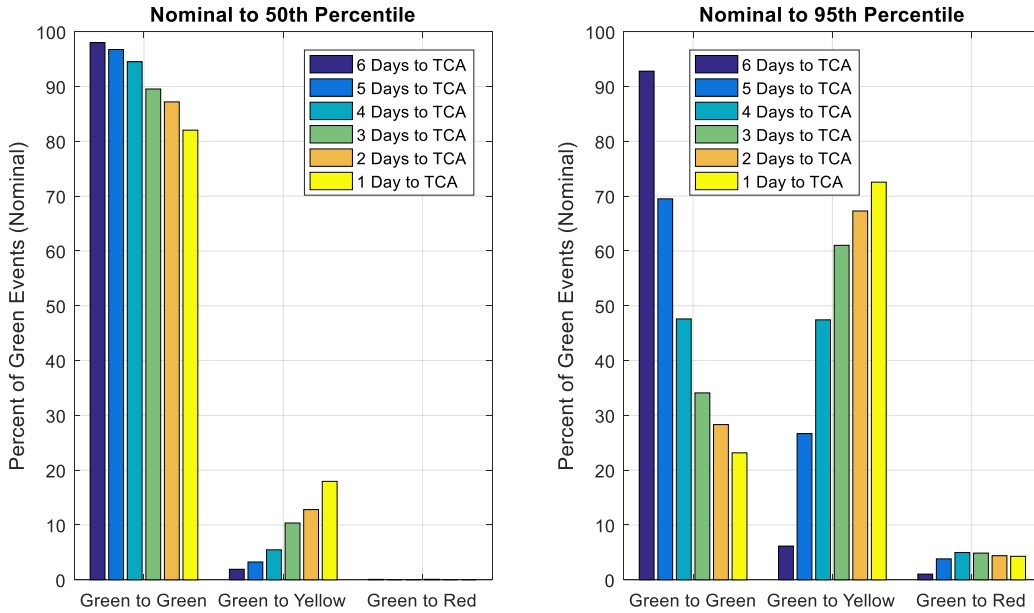 Nominal to 50th Percentile
Percent of Green Events (Nominal)
100
90
80
70
60
50
40
30
20
10
0
6 Days to TCA
5 Days to TCA
4 Days to TCA
3 Days to TCA
2 Days to TCA
1 Day to TCA
Green to Green
Green to Yellow
Green to Red
Nominal to 95th Percentile
Percent of Green Events (Nominal)
100
90
80
70
60
50
40
30
20
10
0
6 Days to TCA
5 Days to TCA
4 Days to TCA
3 Days to TCA
2 Days to TCA
1 Day to TCA
Green to Green
Green to Yellow
Green to Red